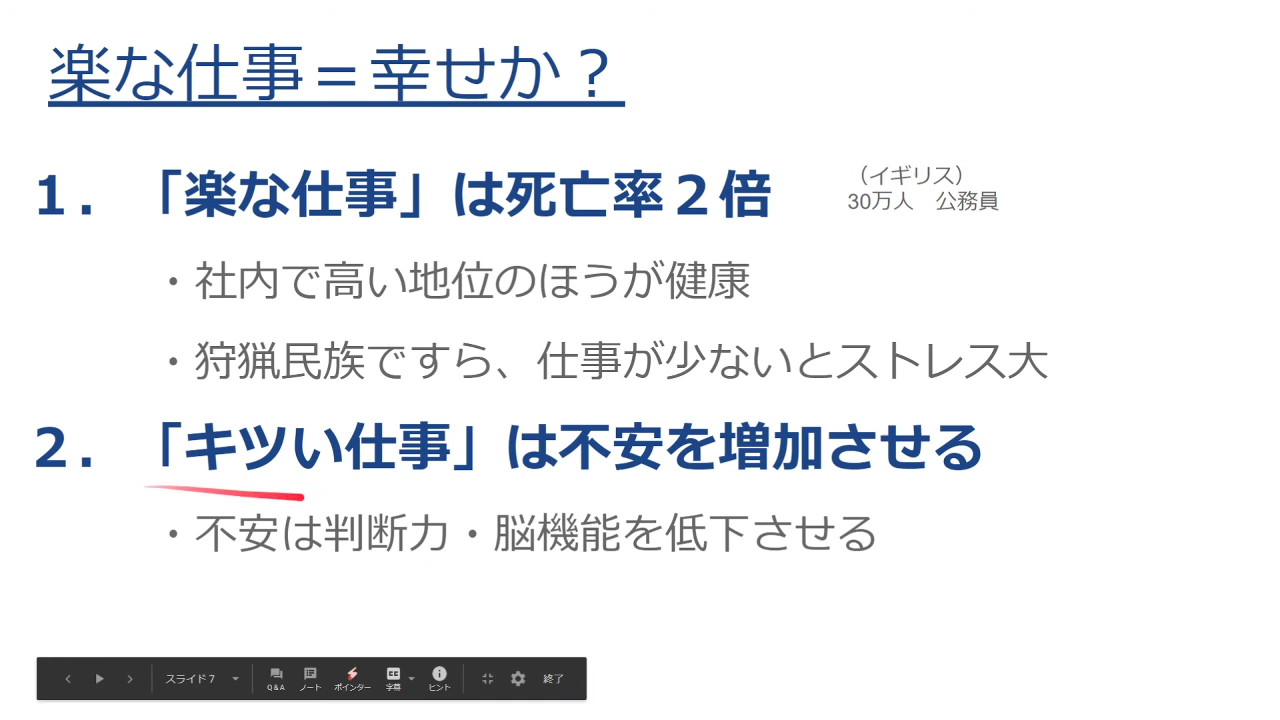 楽な仕事＝幸せか？
１．「楽な仕事」は死亡率２倍
（イギリス）
30万人　公務員
・社内で高い地位のほうが健康
・狩猟民族ですら、仕事が少ないとストレス大
２．「キツい仕事」は不安を増加させる
・不安は判断力・脳機能を低下させる
スライド 7
Q&A
ノート
ポインター
CC
字幕
ヒント
終了